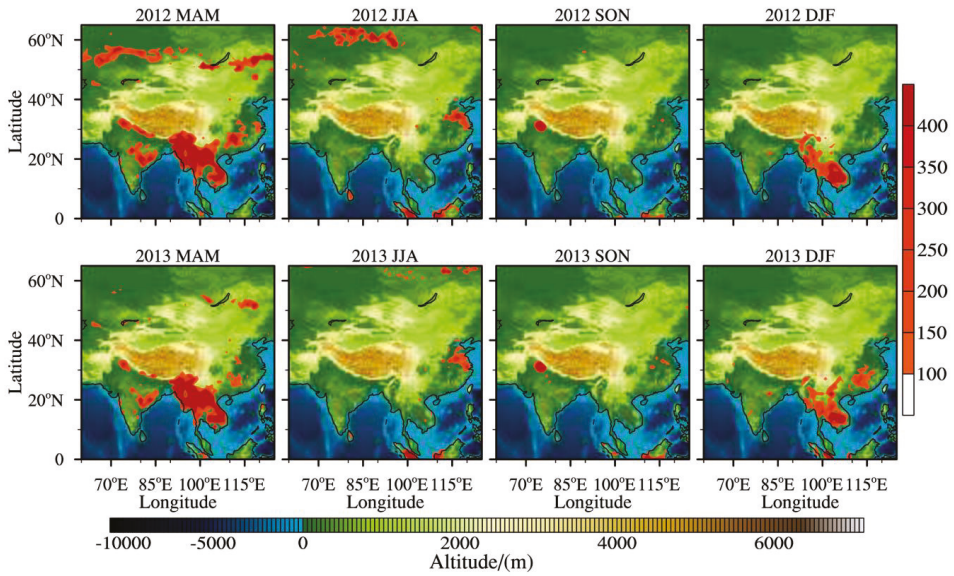 2012 MAM 2012 JJA 2012 SON 2012 DJF
60°N
40°N
20°N
0
Latitude
2013 MAM 2013 JJA 2013 SON 2013 DJF
60°N
40°N
20°N
0
Latitude
70°E 85°E 100°E 115°E 70°E 85°E 100°E 115°E 70°E 85°E 100°E 115°E 70°E 85°E 100°E 115°E
Longitude Longitude Longitude Longitude
400
350
300
250
200
150
100
-10000 -5000 0 2000 4000 6000
Altitude/(m)